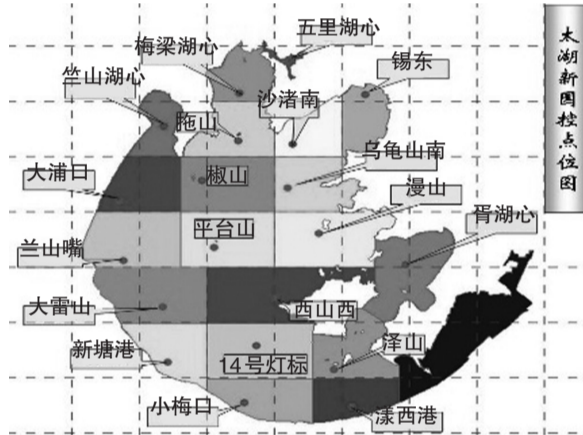 太湖新国控点位图
五里湖心
梅梁湖心
锡东
竺山湖心
沙渚南
拖山
乌龟山南
大浦口
椒山
漫山
胥湖心
平台山
兰山嘴
大雷山
西山西
新塘港
14号灯标
泽山
小梅口
漾西港